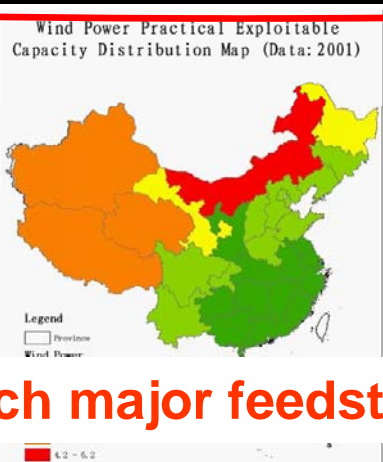 Wind Power Practical Exploitable
Capacity Distribution Map (Data:2001)
Legend
Province
Wind Power
ch major feedst
4.2 - 6.2